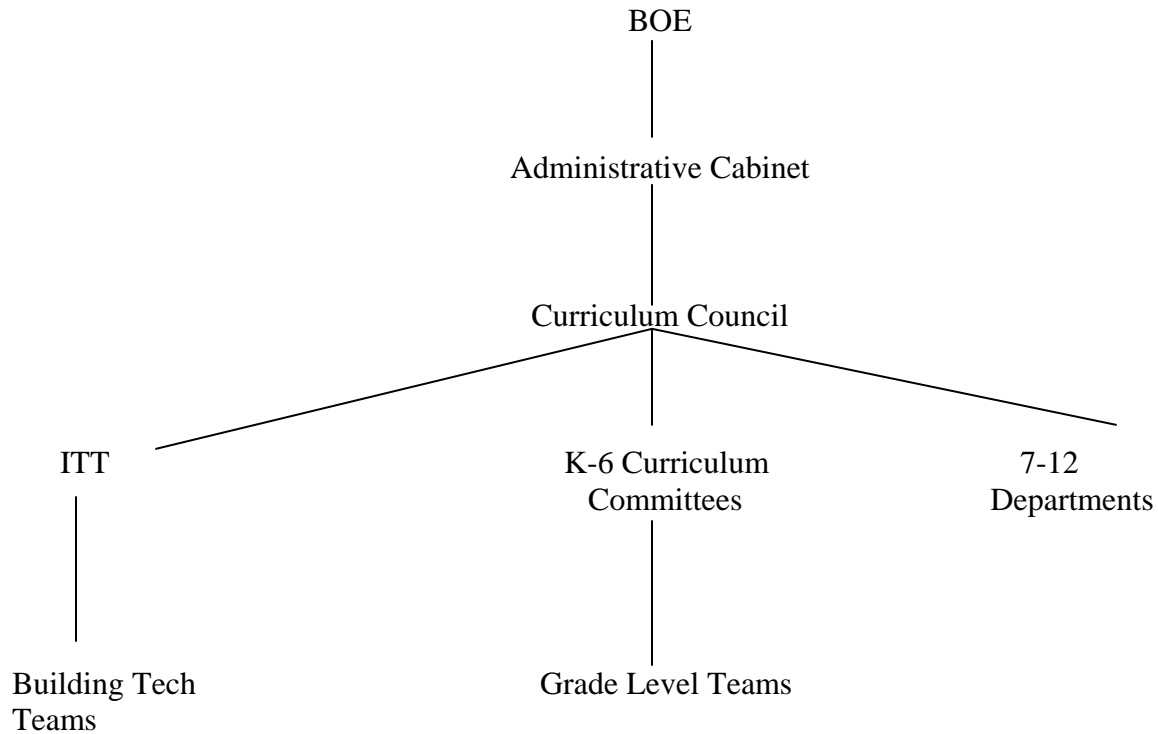 BOE
Administrative Cabinet
Curriculum Council
ITT
K-6 Curriculum
Committees
7-12
Departments
Building Tech
Teams
Grade Level Teams